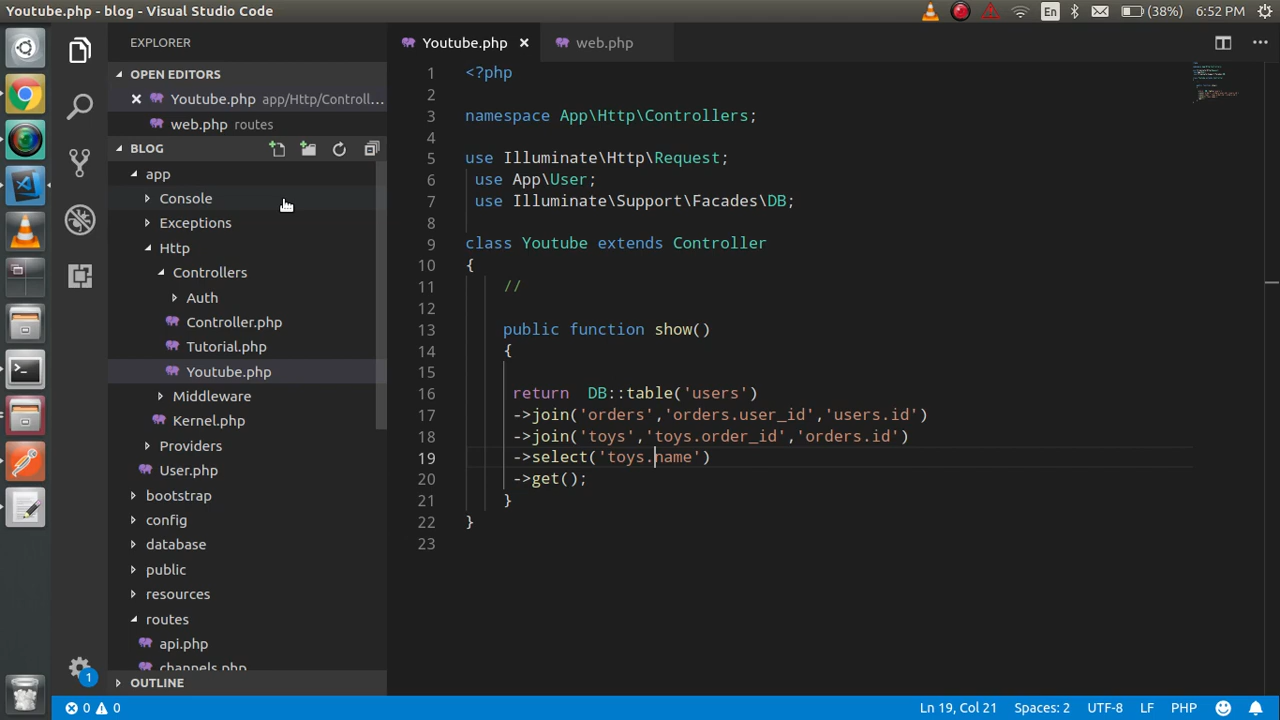 Youtube.php - blog - Visual Studio Code
En
(38%)
6:52 PM
EXPLORER
OPEN EDITORS
Youtube.php app/Http/Controll...
web.php routes
BLOG
app
Console
Exceptions
Http
Controllers
Auth
Controller.php
Tutorial.php
Youtube.php
Middleware
Kernel.php
Providers
User.php
bootstrap
config
database
public
resources
routes
api.php
channels.php
OUTLINE
1
Youtube.php
web.php
1 <?php
2
3 namespace App\Http\Controllers;
4
5 use Illuminate\Http\Request;
6 use App\User;
7 use Illuminate\Support\Facades\DB;
8
9 class Youtube extends Controller
10 {
11 //
12
13 public function show()
14 {
15
16 return DB::table('users')
17 ->join('orders','orders.user_id','users.id')
18 ->join('toys','toys.order_id','orders.id')
19 ->select('toys.name')
20 ->get();
21 }
22 }
23
0 0
Ln 19, Col 21
Spaces: 2
UTF-8
LF
PHP